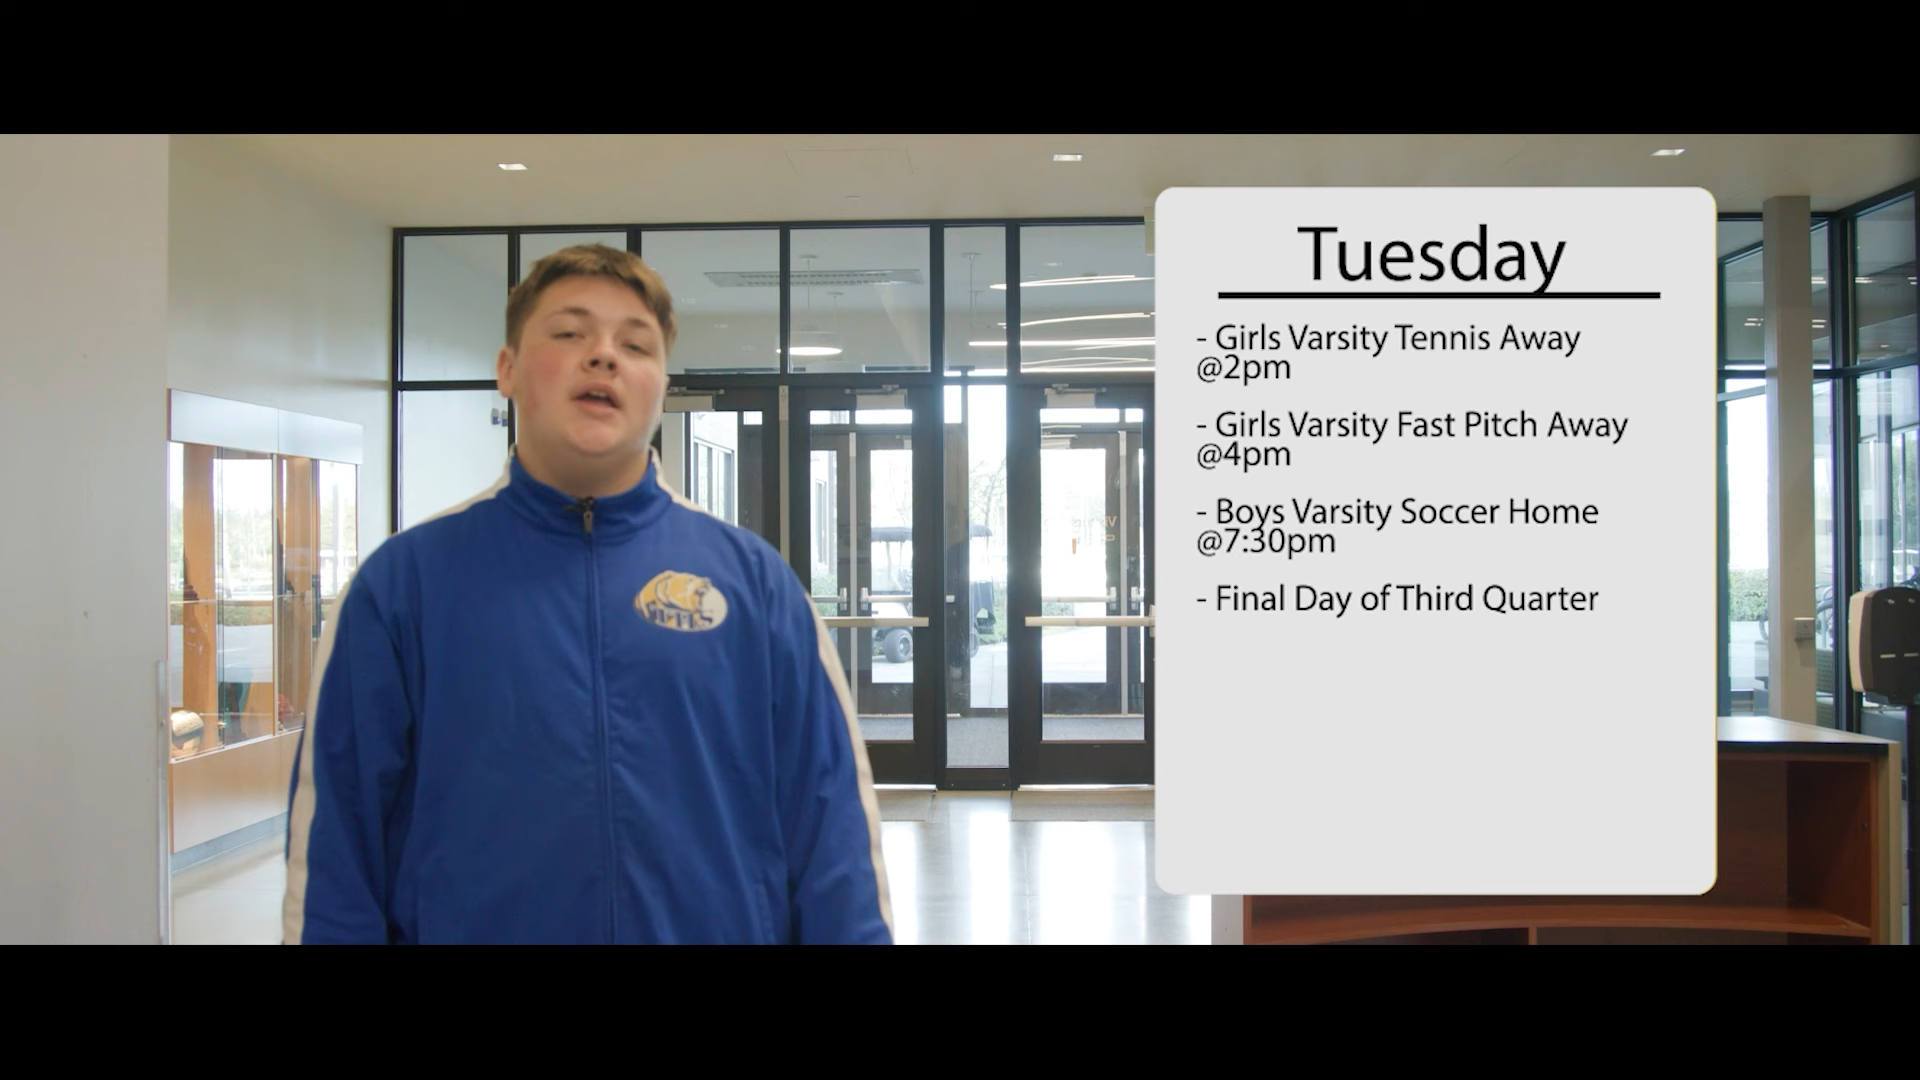 Tuesday
- Girls Varsity Tennis Away
@2pm
- Girls Varsity Fast Pitch Away
@4pm
- Boys Varsity Soccer Home
@7:30pm
- Final Day of Third Quarter